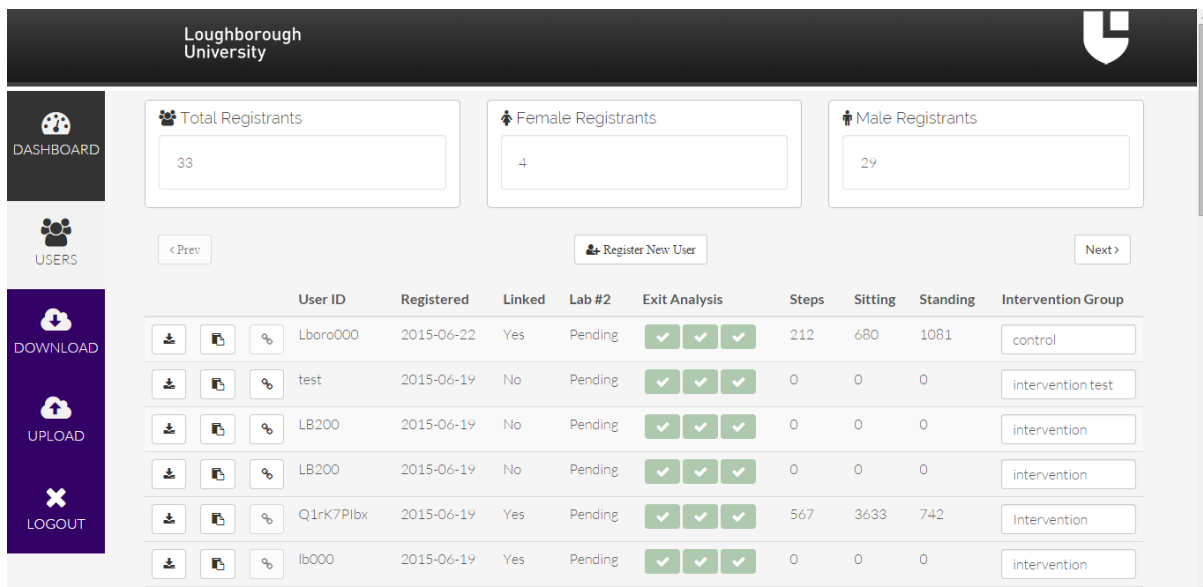 Loughborough
University
DASHBOARD
USERS
DOWNLOAD
UPLOAD
LOGOUT
Total Registrants
33
Female Registrants
4
Male Registrants
29
< Prev
Register New User
Next >
User ID Registered Linked Lab #2 Exit Analysis Steps Sitting Standing Intervention Group
Lboro000 2015-06-22 Yes Pending 212 680 1081 control
test 2015-06-19 No Pending 0 0 0 intervention test
LB200 2015-06-19 No Pending 0 0 0 intervention
LB200 2015-06-19 No Pending 0 0 0 intervention
Q1rK7PIbx 2015-06-19 Yes Pending 567 3633 742 Intervention
lb000 2015-06-19 Yes Pending 0 0 0 intervention